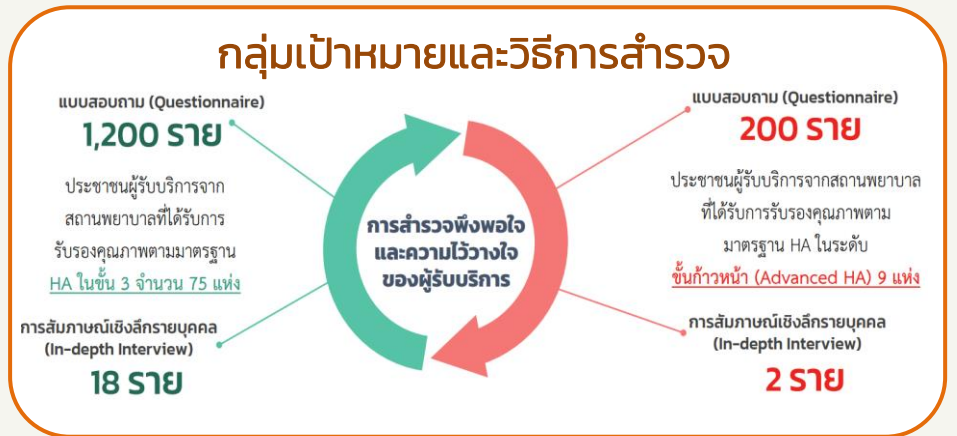 กลุ่มเป้าหมายและวิธีการสำรวจ
แบบสอบถาม (Questionnaire)
1,200 ราย
ประชาชนผู้รับบริการจาก
สถานพยาบาลที่ได้รับการ
รับรองคุณภาพตามมาตรฐาน
HA ในขั้น 3 จำนวน 75 แห่ง
การสัมภาษณ์เชิงลึกรายบุคคล
(In-depth Interview)
18 ราย
การสำรวจพึงพอใจ
และความไว้วางใจ
ของผู้รับบริการ
แบบสอบถาม (Questionnaire)
200 ราย
ประชาชนผู้รับบริการจากสถานพยาบาล
ที่ได้รับการรับรองคุณภาพตาม
มาตรฐาน HA ในระดับ
ขั้นก้าวหน้า (Advanced HA) 9 แห่ง
การสัมภาษณ์เชิงลึกรายบุคคล
(In-depth Interview)
2 ราย